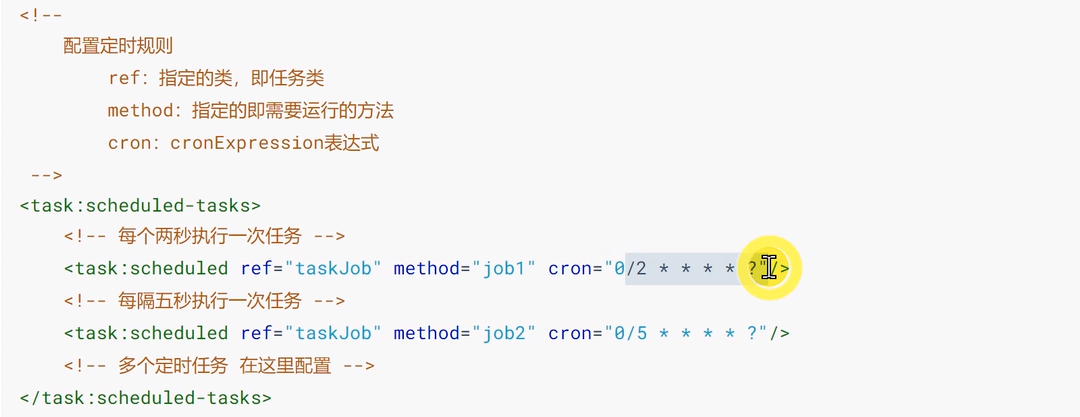 <!--
配置定时规则
ref：指定的类，即任务类
method：指定的即需要运行的方法
cron：cronExpression表达式
-->
<task:scheduled-tasks>
<!-- 每个两秒执行一次任务 -->
<task:scheduled ref="taskJob" method="job1" cron="0/2 * * * * ?"/>
<!-- 每隔五秒执行一次任务 -->
<task:scheduled ref="taskJob" method="job2" cron="0/5 * * * * ?"/>
<!-- 多个定时任务 在这里配置 -->
</task:scheduled-tasks>